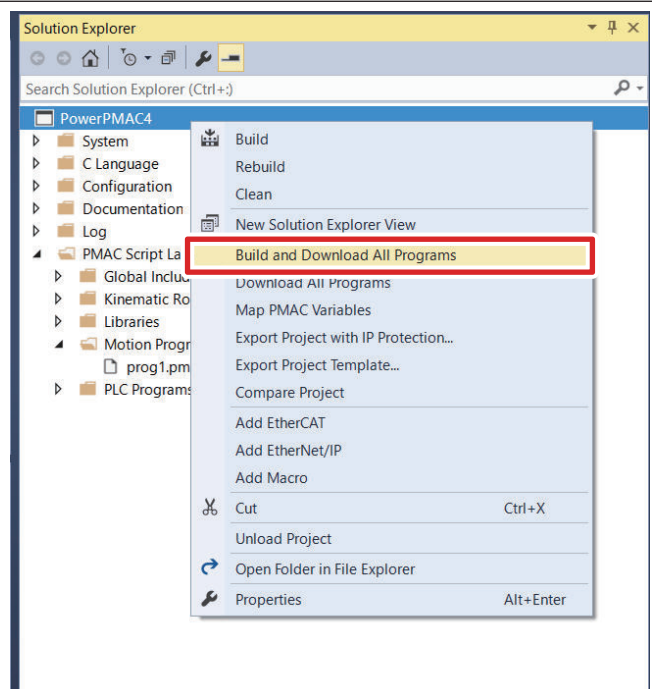 Solution Explorer
Search Solution Explorer (Ctrl+:)
PowerPMAC4
System
C Language
Configuration
Documentation
Log
PMAC Script La
Global Includ
Kinematic Ro
Libraries
Motion Progr
prog1.pm
PLC Programs
Build
Rebuild
Clean
New Solution Explorer View
Build and Download All Programs
Download All Programs
Map PMAC Variables
Export Project with IP Protection...
Export Project Template...
Compare Project
Add EtherCAT
Add EtherNet/IP
Add Macro
Cut Ctrl+X
Unload Project
Open Folder in File Explorer
Properties Alt+Enter